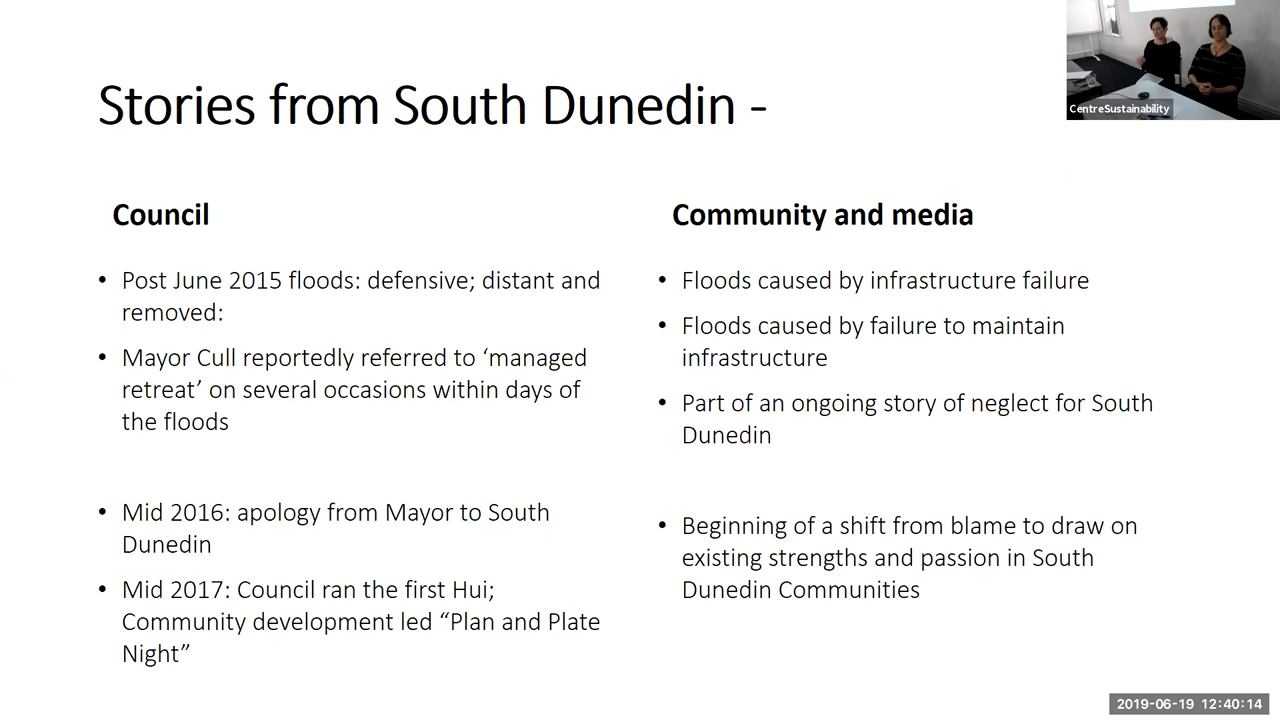 Stories from South Dunedin -
CentreSustainability
Council
• Post June 2015 floods: defensive; distant and
removed:
• Mayor Cull reportedly referred to ‘managed
retreat’ on several occasions within days of
the floods
• Mid 2016: apology from Mayor to South
Dunedin
• Mid 2017: Council ran the first Hui;
Community development led “Plan and Plate
Night”
Community and media
• Floods caused by infrastructure failure
• Floods caused by failure to maintain
infrastructure
• Part of an ongoing story of neglect for South
Dunedin
• Beginning of a shift from blame to draw on
existing strengths and passion in South
Dunedin Communities
2019-06-19 12:40:14